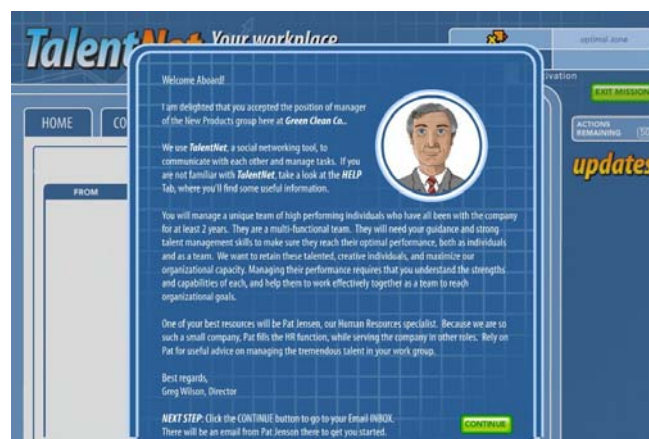 TalentNet Your workplace
optimal zone
Welcome Aboard!
EXIT MISSION
I am delighted that you accepted the position of manager
of the New Products group here at Green Clean Co..
HOME CO
ACTIONS
REMAINING
We use TalentNet, a social networking tool, to
communicate with each other and manage tasks. If you
are not familiar with TalentNet, take a look at the HELP
Tab, where you'll find some useful information.
updates
FROM
You will manage a unique team of high performing individuals who have all been with the company
for at least 2 years. They are a multi-functional team. They will need your guidance and strong
talent management skills to make sure they reach their optimal performance, both as individuals
and as a team. We want to retain these talented, creative individuals, and maximize our
organizational capacity. Managing their performance requires that you understand the strengths
and capabilities of each, and help them to work effectively together as a team to reach
organizational goals.
One of your best resources will be Pat Jensen, our Human Resources specialist. Because we are so
such a small company, Pat fills the HR function, while serving the company in other roles. Rely on
Pat for useful advice on managing the tremendous talent in your work group.
Best regards,
Greg Wilson, Director
NEXT STEP: Click the CONTINUE button to go to your Email INBOX.
There will be an email from Pat Jenson there to get you started.
CONTINUE